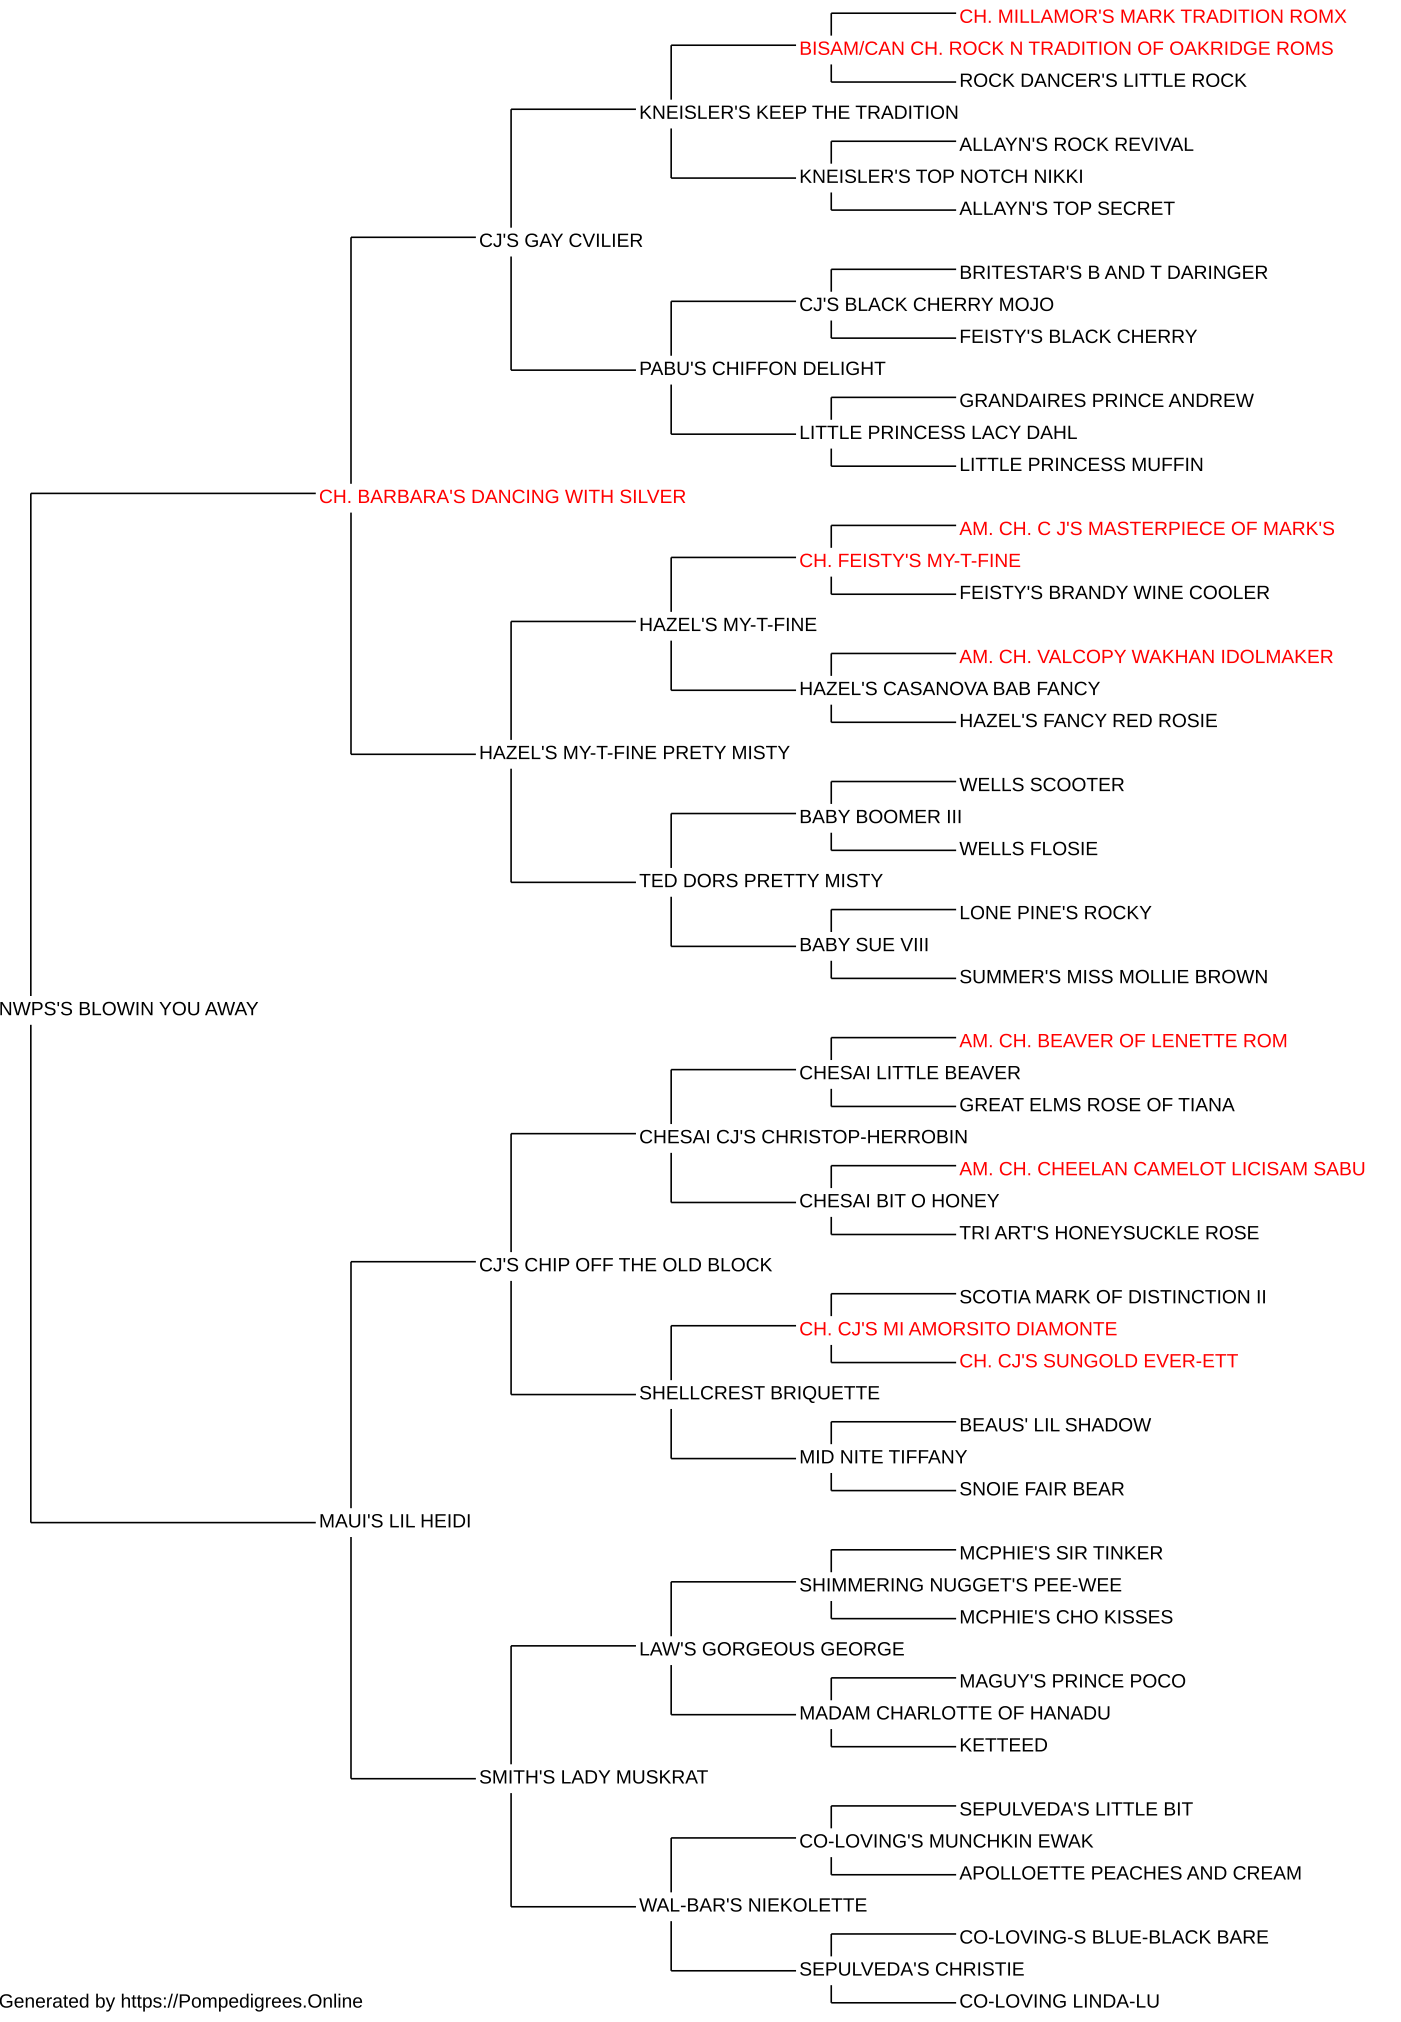 CH. MILLAMOR'S MARK TRADITION ROMX
BISAM/CAN CH. ROCK N TRADITION OF OAKRIDGE ROMS
ROCK DANCER'S LITTLE ROCK
KNEISLER'S KEEP THE TRADITION
ALLAYN'S ROCK REVIVAL
KNEISLER'S TOP NOTCH NIKKI
ALLAYN'S TOP SECRET
CJ'S GAY CVILIER
BRITESTAR'S B AND T DARINGER
CJ'S BLACK CHERRY MOJO
FEISTY'S BLACK CHERRY
PABU'S CHIFFON DELIGHT
GRANDAIRES PRINCE ANDREW
LITTLE PRINCESS LACY DAHL
LITTLE PRINCESS MUFFIN
CH. BARBARA'S DANCING WITH SILVER
AM. CH. C J'S MASTERPIECE OF MARK'S
CH. FEISTY'S MY-T-FINE
FEISTY'S BRANDY WINE COOLER
HAZEL'S MY-T-FINE
AM. CH. VALCOPY WAKHAN IDOLMAKER
HAZEL'S CASANOVA BAB FANCY
HAZEL'S FANCY RED ROSIE
HAZEL'S MY-T-FINE PRETY MISTY
WELLS SCOOTER
BABY BOOMER III
WELLS FLOSIE
TED DORS PRETTY MISTY
LONE PINE'S ROCKY
BABY SUE VIII
SUMMER'S MISS MOLLIE BROWN
NWPS'S BLOWIN YOU AWAY
AM. CH. BEAVER OF LENETTE ROM
CHESAI LITTLE BEAVER
GREAT ELMS ROSE OF TIANA
CHESAI CJ'S CHRISTOP-HERROBIN
AM. CH. CHEELAN CAMELOT LICISAM SABU
CHESAI BIT O HONEY
TRI ART'S HONEYSUCKLE ROSE
CJ'S CHIP OFF THE OLD BLOCK
SCOTIA MARK OF DISTINCTION II
CH. CJ'S MI AMORSITO DIAMONTE
CH. CJ'S SUNGOLD EVER-ETT
SHELLCREST BRIQUETTE
BEAUS' LIL SHADOW
MID NITE TIFFANY
SNOIE FAIR BEAR
MAUI'S LIL HEIDI
MCPHIE'S SIR TINKER
SHIMMERING NUGGET'S PEE-WEE
MCPHIE'S CHO KISSES
LAW'S GORGEOUS GEORGE
MAGUY'S PRINCE POCO
MADAM CHARLOTTE OF HANADU
KETTEED
SMITH'S LADY MUSKRAT
SEPULVEDA'S LITTLE BIT
CO-LOVING'S MUNCHKIN EWAK
APOLLOETTE PEACHES AND CREAM
WAL-BAR'S NIEKOLETTE
CO-LOVING-S BLUE-BLACK BARE
SEPULVEDA'S CHRISTIE
CO-LOVING LINDA-LU
Generated by https://Pompedigrees.Online